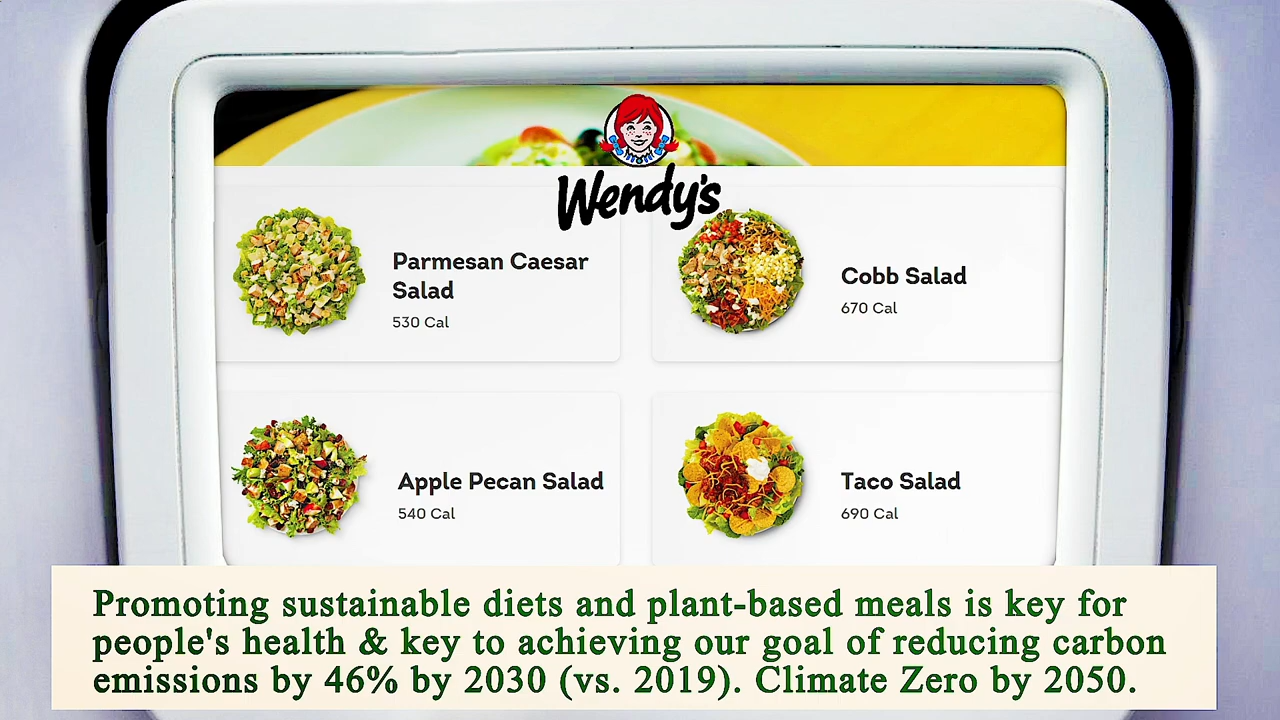 Wendy's
Parmesan Caesar
Salad
530 Cal
Cobb Salad
670 Cal
Apple Pecan Salad
540 Cal
Taco Salad
690 Cal
Promoting sustainable diets and plant-based meals is key for
people's health & key to achieving our goal of reducing carbon
emissions by 46% by 2030 (vs. 2019). Climate Zero by 2050.